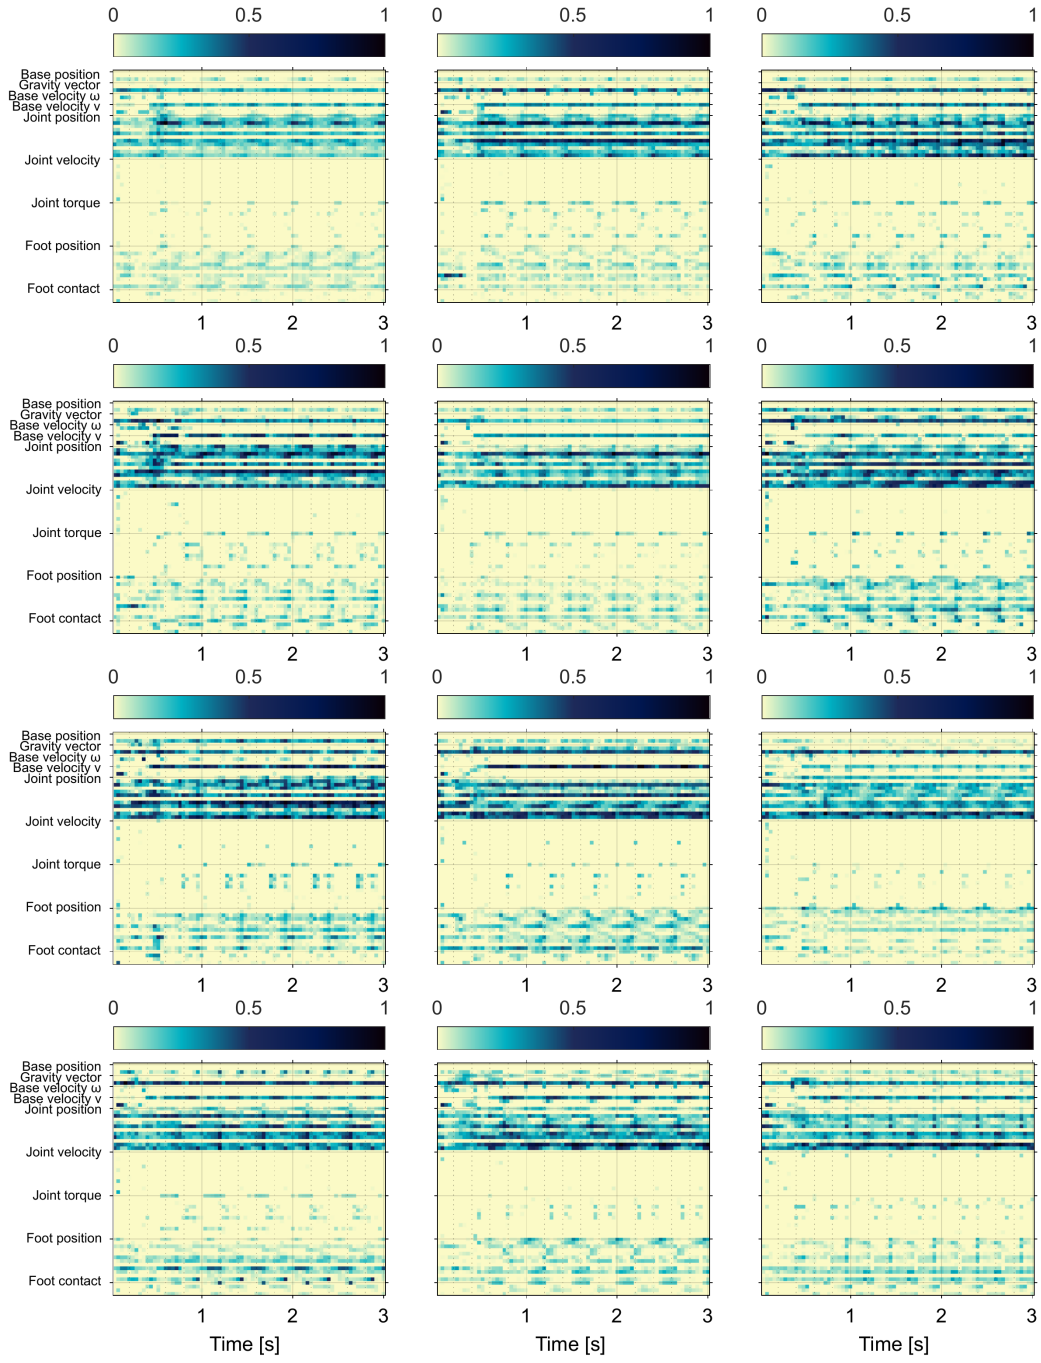 0 0.5 1 0 0.5 1 0 0.5 1
Base position
Gravity vector
Base velocity ω
Base velocity v
Joint position
Joint velocity
Joint torque
Foot position
Foot contact
1 2 3 1 2 3 1 2 3
0 0.5 1 0 0.5 1 0 0.5 1
Base position
Gravity vector
Base velocity ω
Base velocity v
Joint position
Joint velocity
Joint torque
Foot position
Foot contact
1 2 3 1 2 3 1 2 3
0 0.5 1 0 0.5 1 0 0.5 1
Base position
Gravity vector
Base velocity ω
Base velocity v
Joint position
Joint velocity
Joint torque
Foot position
Foot contact
1 2 3 1 2 3 1 2 3
0 0.5 1 0 0.5 1 0 0.5 1
Base position
Gravity vector
Base velocity ω
Base velocity v
Joint position
Joint velocity
Joint torque
Foot position
Foot contact
1 2 3 1 2 3 1 2 3
Time [s] Time [s] Time [s]